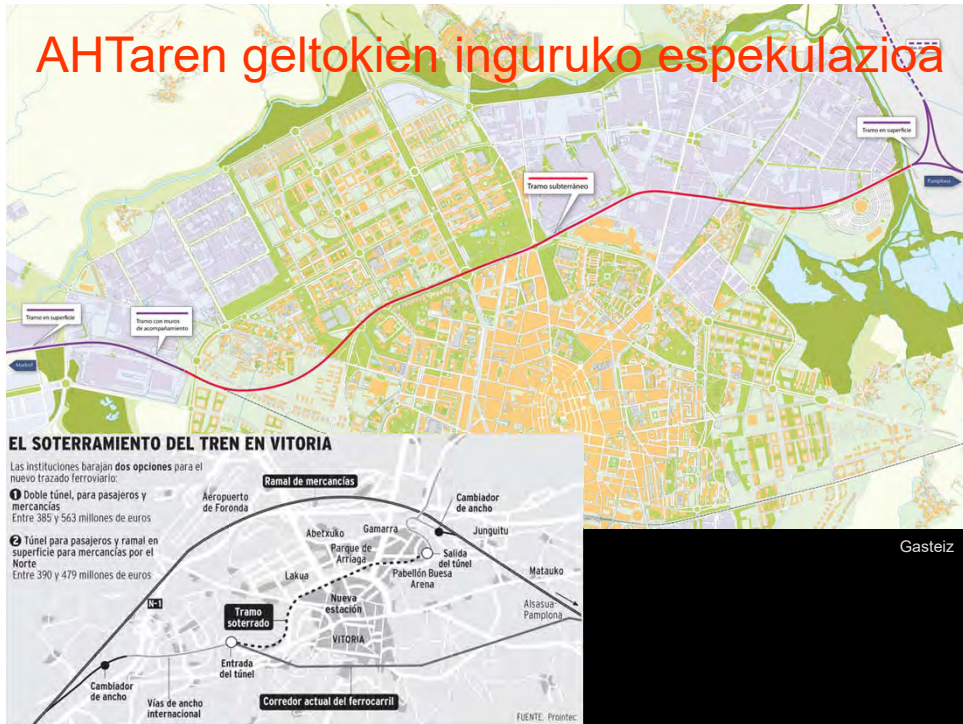 AHTaren geltokien inguruko espekulazioa
Tramo en superficie
Pamplona
Tramo subterráneo
Tramo en superficie
Tramo con muros
de acompañamiento
Madrid
EL SOTERRAMIENTO DEL TREN EN VITORIA
Las instituciones barajan dos opciones para el
nuevo trazado ferroviario:
1 Doble túnel, para pasajeros y
mercancías
Entre 385 y 563 millones de euros
2 Túnel para pasajeros y ramal en
superficie para mercancías por el
Norte
Entre 390 y 479 millones de euros
Ramal de mercancías
Aeropuerto
de Foronda
Cambiador
de ancho
Abetxuko
Gamarra
Junguitu
Parque de
Arriaga
Salida
del túnel
Pabellón Buesa
Arena
Lakua
Matauko
Nueva
estación
Alsasua-
Pamplona
N-1
Tramo
soterrado
VITORIA
Entrada
del túnel
Cambiador
de ancho
Vías de ancho
internacional
Corredor actual del ferrocarril
FUENTE. Prointec
Gasteiz